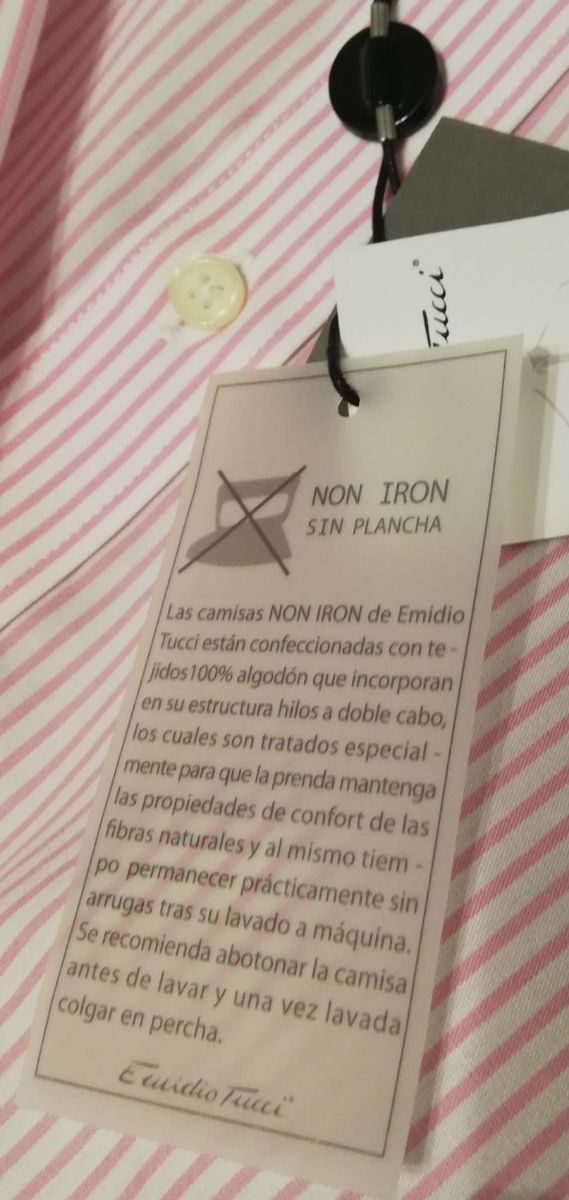 Tucci®
NON IRON
SIN PLANCHA
Las camisas NON IRON de Emidio
Tucci están confeccionadas con te -
jidos100% algodón que incorporan
en su estructura hilos a doble cabo,
los cuales son tratados especial -
mente para que la prenda mantenga
las propiedades de confort de las
fibras naturales y al mismo tiem -
po permanecer prácticamente sin
arrugas tras su lavado a máquina.
Se recomienda abotonar la camisa
antes de lavar y una vez lavada
colgar en percha.
Emidio Tucci